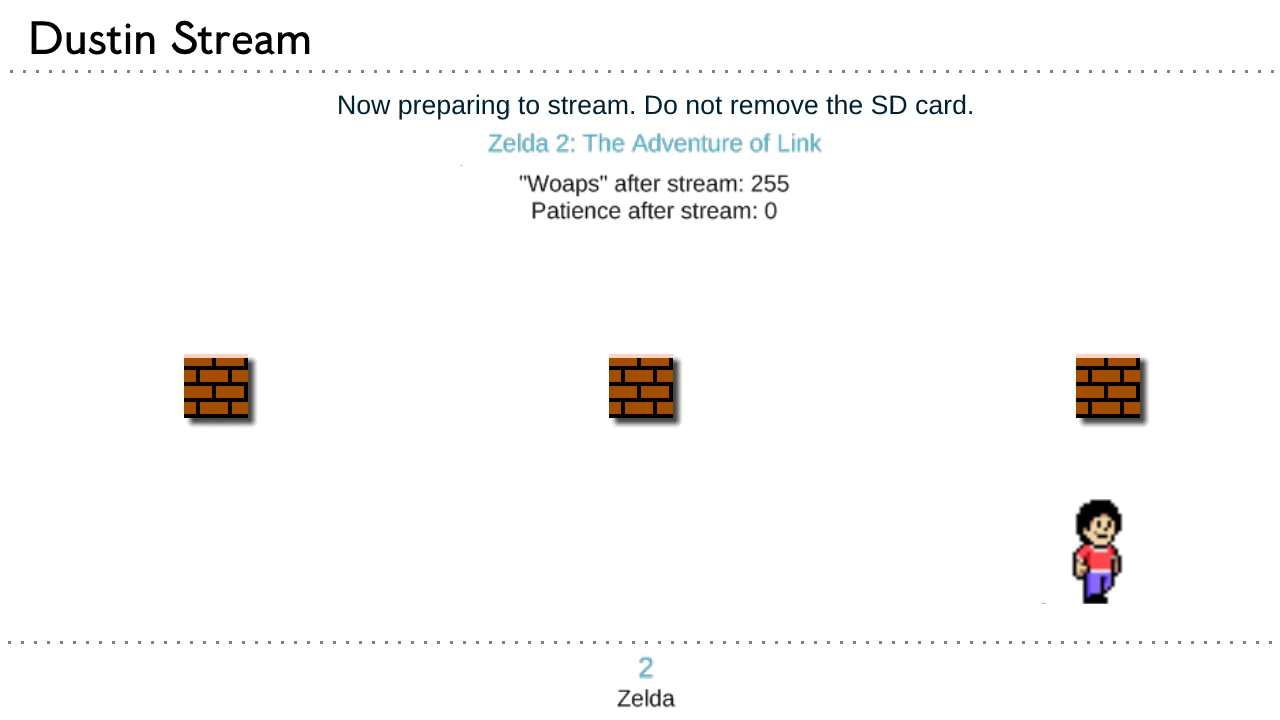 Dustin Stream
Now preparing to stream. Do not remove the SD card.
Zelda 2: The Adventure of Link
"Woaps" after stream: 255
Patience after stream: 0
2
Zelda